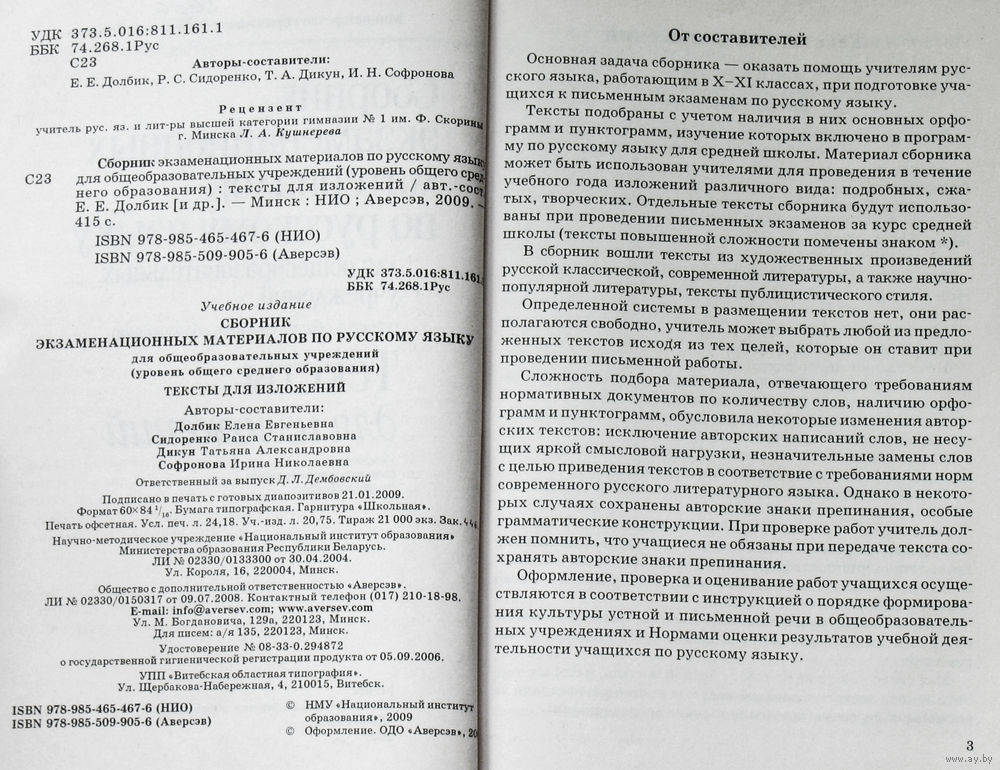 УДК 373.5.016:811.161.1
ББК 74.268.1Рус
С23
Авторы-составители:
Е. Е. Долбик, Р. С. Сидоренко, Т. А. Дикун, И. Н. Софронова
Рецензент
учитель рус. яз. и лит-ры высшей категории гимназии № 1 им. Ф. Скорины
г. Минска Л. А. Кушнерева
Сборник экзаменационных материалов по русскому языку
С23 для общеобразовательных учреждений (уровень общего сред-
него образования) : тексты для изложений / авт.-сост.
Е. Е. Долбик [и др.]. — Минск : НИО ; Аверсэв, 2009. —
415 с.
ISBN 978-985-465-467-6 (НИО)
ISBN 978-985-509-905-6 (Аверсэв)
УДК 373.5.016:811.161.1
ББК 74.268.1Рус
Учебное издание
СБОРНИК
ЭКЗАМЕНАЦИОННЫХ МАТЕРИАЛОВ ПО РУССКОМУ ЯЗЫКУ
для общеобразовательных учреждений
(уровень общего среднего образования)
ТЕКСТЫ ДЛЯ ИЗЛОЖЕНИЙ
Авторы-составители:
Долбик Елена Евгеньевна
Сидоренко Раиса Станиславовна
Дикун Татьяна Александровна
Софронова Ирина Николаевна
Ответственный за выпуск Д. Л. Дембовский
Подписано в печать с готовых диапозитивов 21.01.2009.
Формат 60×84 1/16. Бумага типографская. Гарнитура «Школьная».
Печать офсетная. Усл. печ. л. 24,18. Уч.-изд. л. 20,75. Тираж 21 000 экз. Зак.
Научно-методическое учреждение «Национальный институт образования»
Министерства образования Республики Беларусь.
ЛИ № 02330/0133300 от 30.04.2004.
Ул. Короля, 16, 220004, Минск.
Общество с дополнительной ответственностью «Аверсэв».
ЛИ № 02330/0150317 от 09.07.2008. Контактный телефон (017) 210-18-98.
E-mail: info@aversev.com; www.aversev.com
Ул. М. Богдановича, 129а, 220123, Минск.
Для писем: а/я 135, 220123, Минск.
Удостоверение № 08-33-0.294872
о государственной гигиенической регистрации продукта от 05.09.2006.
УПП «Витебская областная типография».
Ул. Щербакова-Набережная, 4, 210015, Витебск.
ISBN 978-985-465-467-6 (НИО)
ISBN 978-985-509-905-6 (Аверсэв)
© НМУ «Национальный институт
образования», 2009
© Оформление. ОДО «Аверсэв», 20
От составителей
Основная задача сборника — оказать помощь учителям рус-
ского языка, работающим в X–XI классах, при подготовке уча-
щихся к письменным экзаменам по русскому языку.
Тексты подобраны с учетом наличия в них основных орфо-
грамм и пунктограмм, изучение которых включено в програм-
му по русскому языку для средней школы. Материал сборника
может быть использован учителями для проведения в течение
учебного года изложений различного вида: подробных, сжа-
тых, творческих. Отдельные тексты сборника будут использо-
ваны при проведении письменных экзаменов за курс средней
школы (тексты повышенной сложности помечены знаком *).
В сборник вошли тексты из художественных произведений
русской классической, современной литературы, а также научно-
популярной литературы, тексты публицистического стиля.
Определенной системы в размещении текстов нет, они рас-
полагаются свободно, учитель может выбрать любой из предло-
женных текстов исходя из тех целей, которые он ставит при
проведении письменной работы.
Сложность подбора материала, отвечающего требованиям
нормативных документов по количеству слов, наличию орфо-
грамм и пунктограмм, обусловила некоторые изменения автор-
ских текстов: исключение авторских написаний слов, не несу-
щих яркой смысловой нагрузки, незначительные замены слов
с целью приведения текстов в соответствие с требованиями норм
современного русского литературного языка. Однако в некото-
рых случаях сохранены авторские знаки препинания, особые
грамматические конструкции. При проверке работ учитель дол-
жен помнить, что учащиеся не обязаны при передаче текста со-
хранять авторские знаки препинания.
Оформление, проверка и оценивание работ учащихся осуще-
ствляются в соответствии с инструкцией о порядке формирова-
ния культуры устной и письменной речи в общеобразователь-
ных учреждениях и Нормами оценки результатов учебной дея-
тельности учащихся по русскому языку.
3
www.ay.by